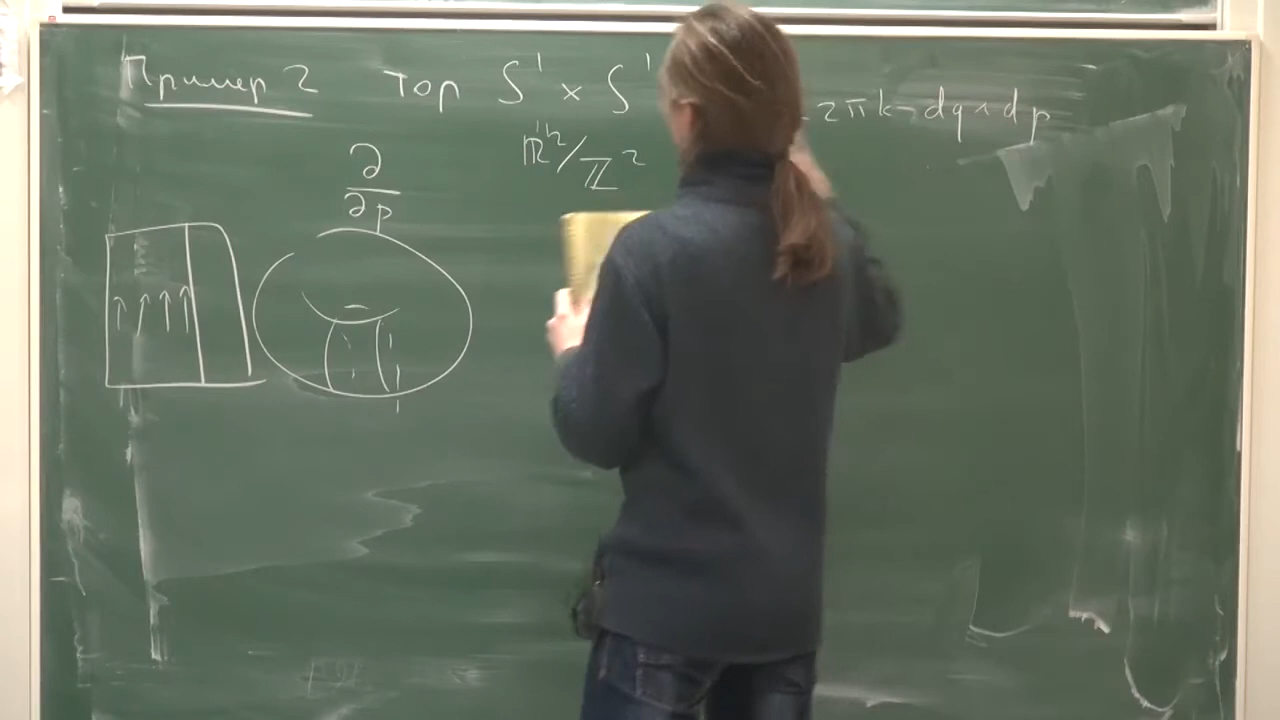 Пример 2 тор S¹ × S¹
2πk dq∧dp
ℝ²/ℤ²
∂/∂p